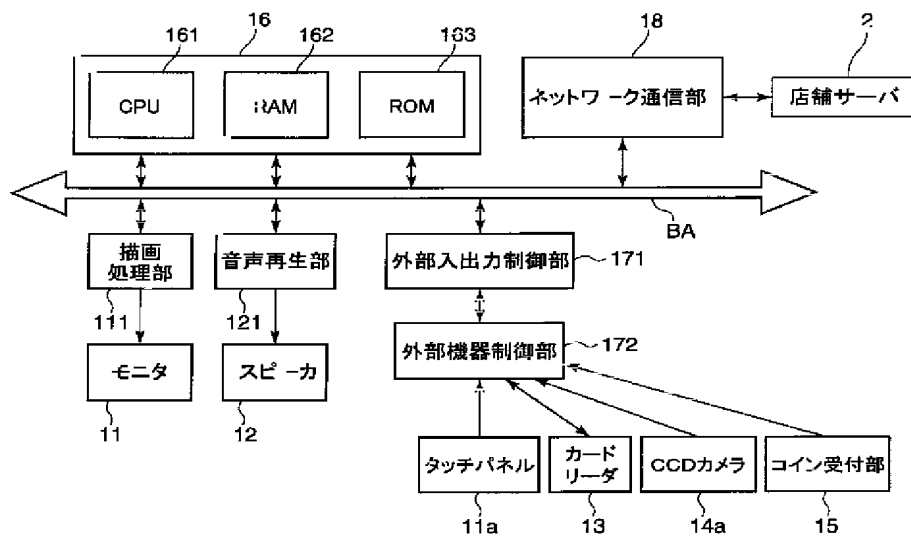 16
18
2
161
162
163
CPU
RAM
ROM
ネットワーク通信部
店舗サーバ
BA
描画
処理部
音声再生部
外部入出力制御部
171
111
121
モニタ
スピーカ
外部機器制御部
172
11
12
タッチパネル
カード
リーダ
CCDカメラ
コイン受付部
11a
13
14a
15